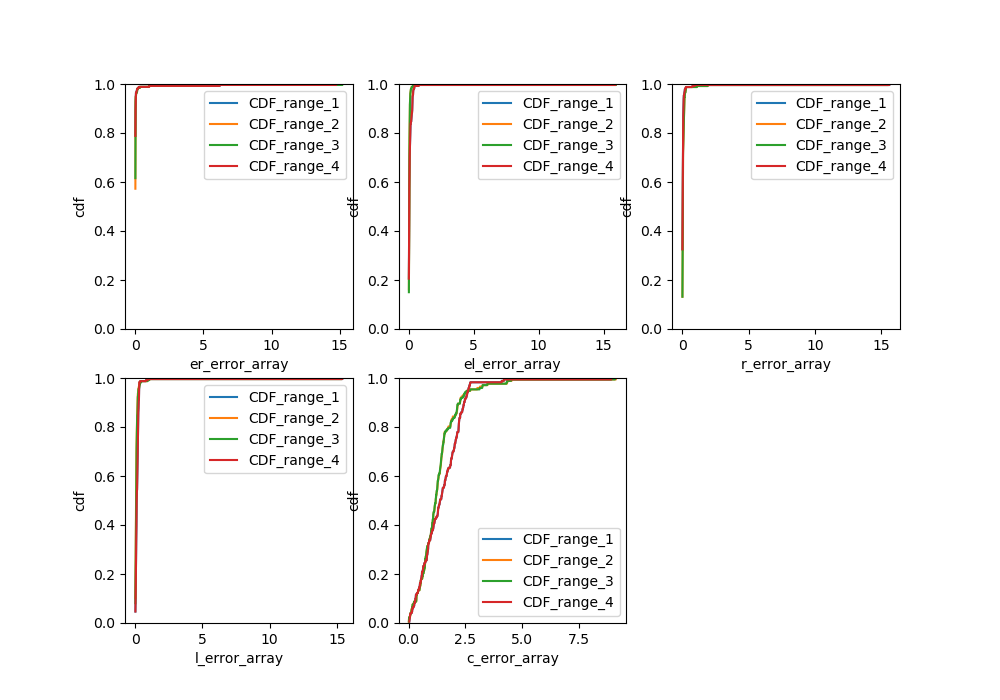 1.0
0.8
0.6
0.4
0.2
0.0
cdf
0 5 10 15
er_error_array
CDF_range_1
CDF_range_2
CDF_range_3
CDF_range_4
1.0
0.8
0.6
0.4
0.2
0.0
cdf
0 5 10 15
el_error_array
CDF_range_1
CDF_range_2
CDF_range_3
CDF_range_4
1.0
0.8
0.6
0.4
0.2
0.0
cdf
0 5 10 15
r_error_array
CDF_range_1
CDF_range_2
CDF_range_3
CDF_range_4
1.0
0.8
0.6
0.4
0.2
0.0
cdf
0 5 10 15
l_error_array
CDF_range_1
CDF_range_2
CDF_range_3
CDF_range_4
1.0
0.8
0.6
0.4
0.2
0.0
cdf
0.0 2.5 5.0 7.5
c_error_array
CDF_range_1
CDF_range_2
CDF_range_3
CDF_range_4